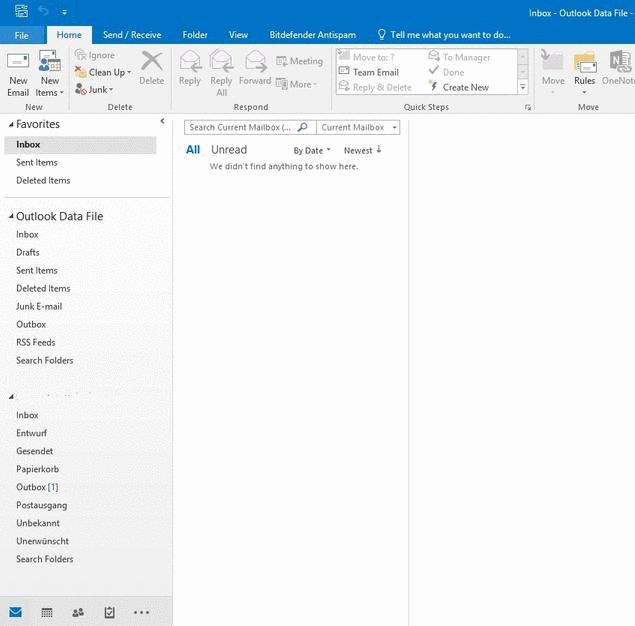 Inbox - Outlook Data File -
File Home Send / Receive Folder View Bitdefender Antispam Tell me what you want to do...
New Email
New Items
Ignore
Clean Up
Junk
Delete
Reply
Reply All
Forward
Meeting
More
Move to: ?
Team Email
Reply & Delete
To Manager
Done
Create New
Move
Rules
OneNote
New Delete Respond Quick Steps Move
Favorites
Inbox
Sent Items
Deleted Items
Outlook Data File
Inbox
Drafts
Sent Items
Deleted Items
Junk E-mail
Outbox
RSS Feeds
Search Folders
Inbox
Entwurf
Gesendet
Papierkorb
Outbox [1]
Postausgang
Unbekannt
Unerwünscht
Search Folders
Search Current Mailbox (... Current Mailbox
All Unread By Date Newest
We didn't find anything to show here.